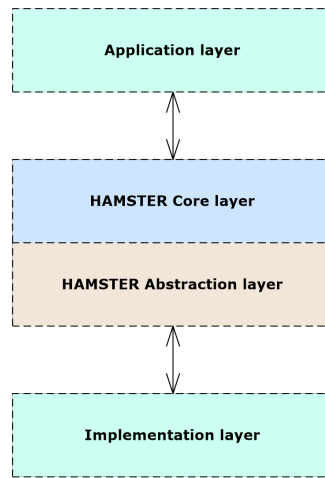 Application layer
HAMSTER Core layer
HAMSTER Abstraction layer
Implementation layer